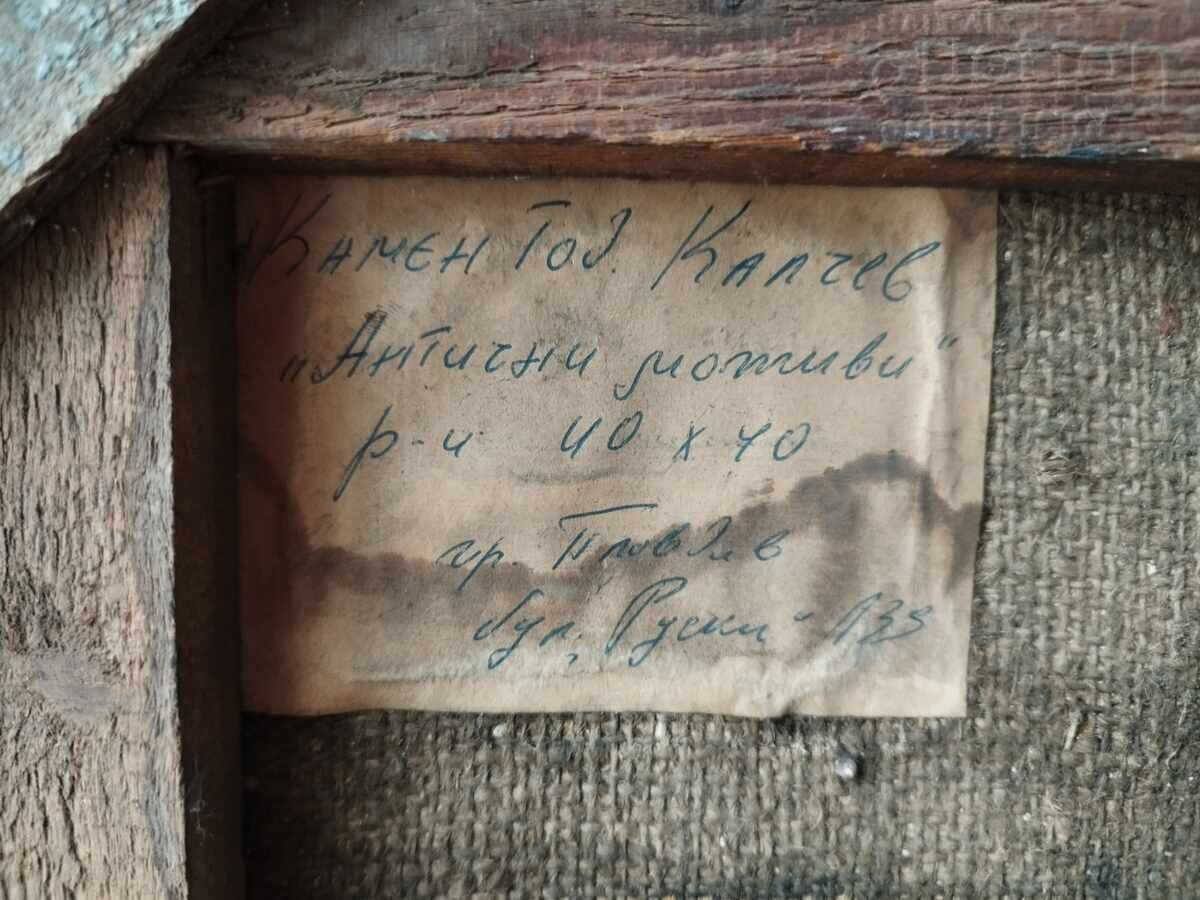 Камен Тод. Калчев
„Антични мотиви"
р-и 40 x 40
гр. Пловдив
бул. „Руски" 139